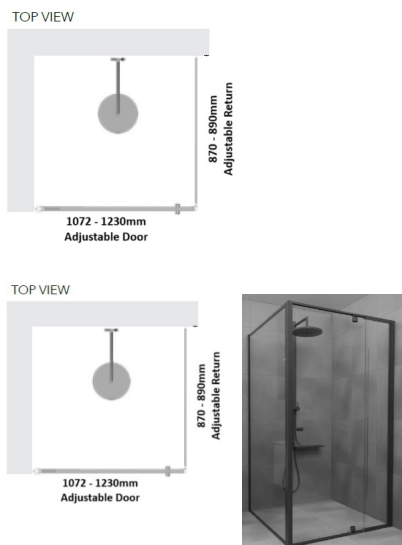 TOP VIEW
870 - 890mm
Adjustable Return
1072 - 1230mm
Adjustable Door
TOP VIEW
870 - 890mm
Adjustable Return
1072 - 1230mm
Adjustable Door